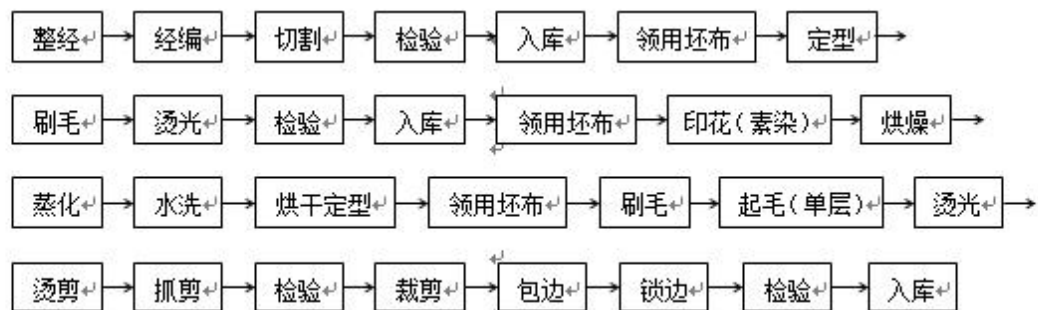 整经 经编 切割 检验 入库 领用坯布 定型
刷毛 烫光 检验 入库 领用坯布 印花(素染) 烘燥
蒸化 水洗 烘干定型 领用坯布 刷毛 起毛(单层) 烫光
烫剪 抓剪 检验 裁剪 包边 锁边 检验 入库